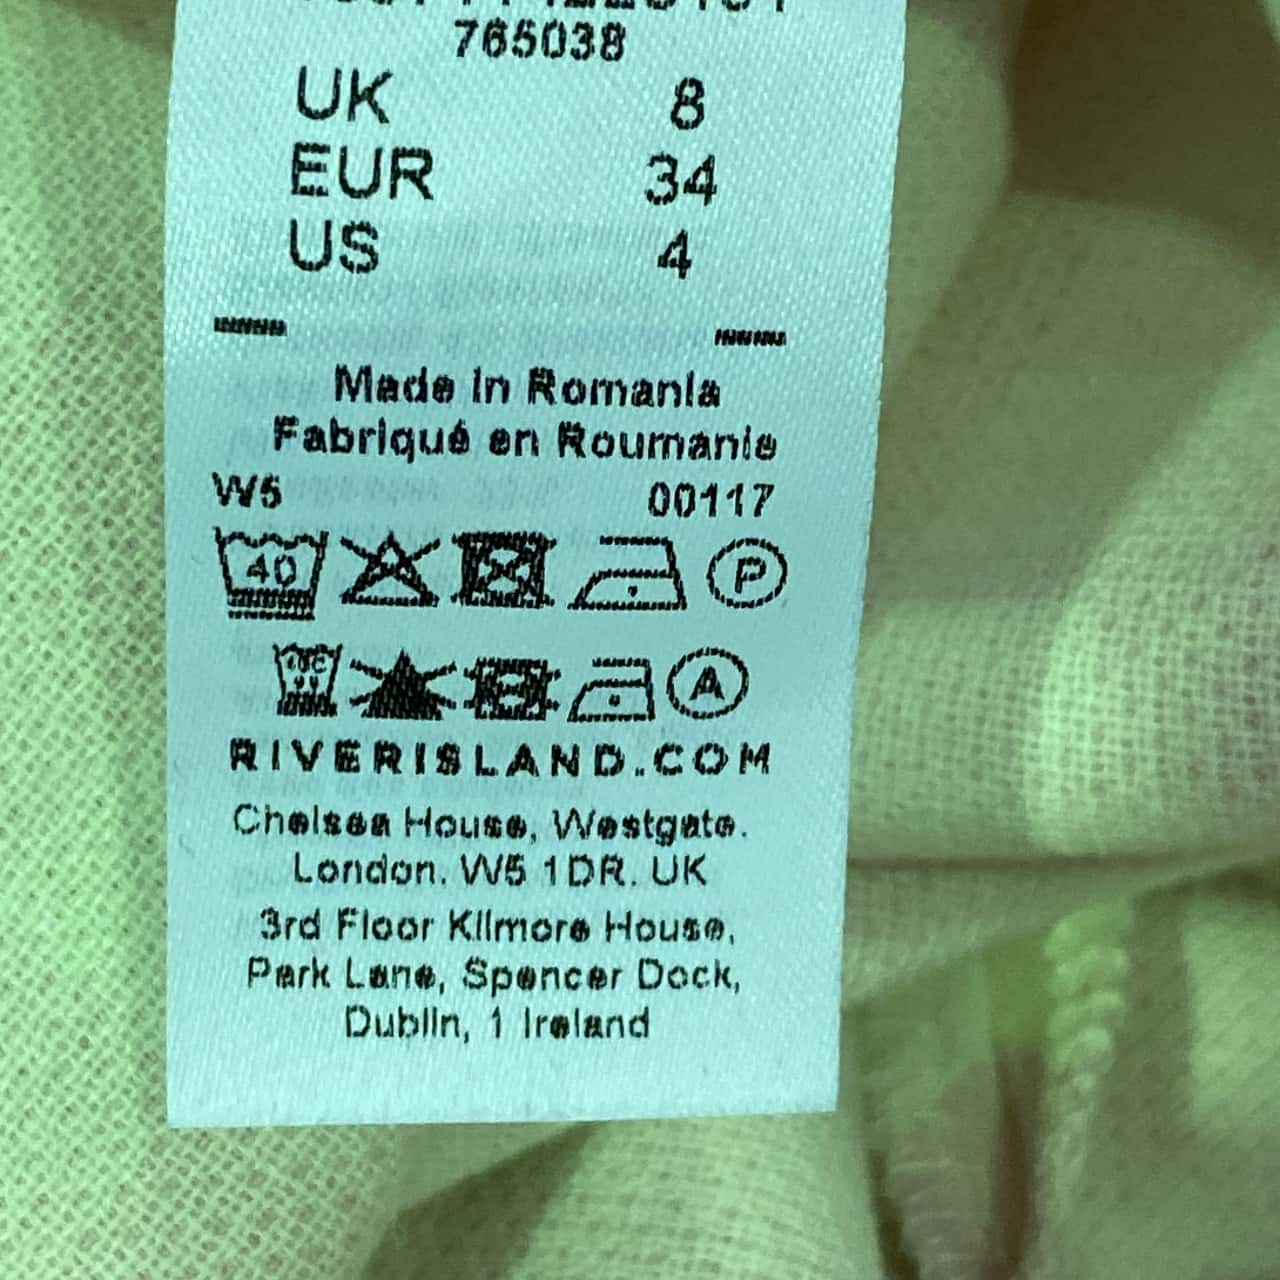 765038
UK 8
EUR 34
US 4
Made in Romania
Fabriqué en Roumanie
W5 00117
40 P
A
RIVERISLAND.COM
Chelsea House, Westgate.
London. W5 1DR. UK
3rd Floor Kilmore House,
Park Lane, Spencer Dock,
Dublin, 1 Ireland